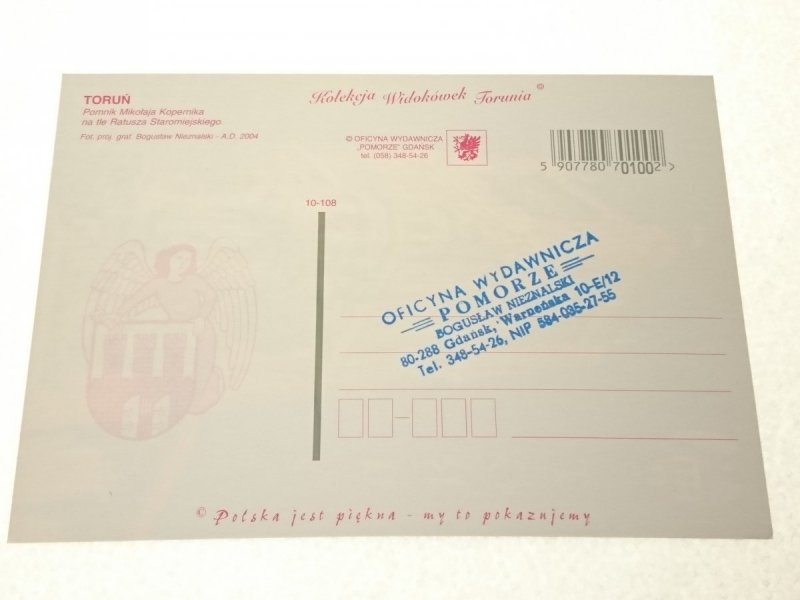 TORUŃ
Pomnik Mikołaja Kopernika
na tle Ratusza Staromiejskiego.
Fot. proj. graf. Bogusław Nieznalski - A.D. 2004
Kolekcja Widokówek Torunia ©
© OFICYNA WYDAWNICZA
„POMORZE” GDAŃSK
tel. (058) 348-54-26
5 907780 701002 >
10-108
OFICYNA WYDAWNICZA
POMORZE
BOGUSŁAW NIEZNALSKI
80-288 Gdańsk, Warneńska 10-E/12
Tel. 348-54-26, NIP 584-035-27-55
© Polska jest piękna - my to pokazujemy